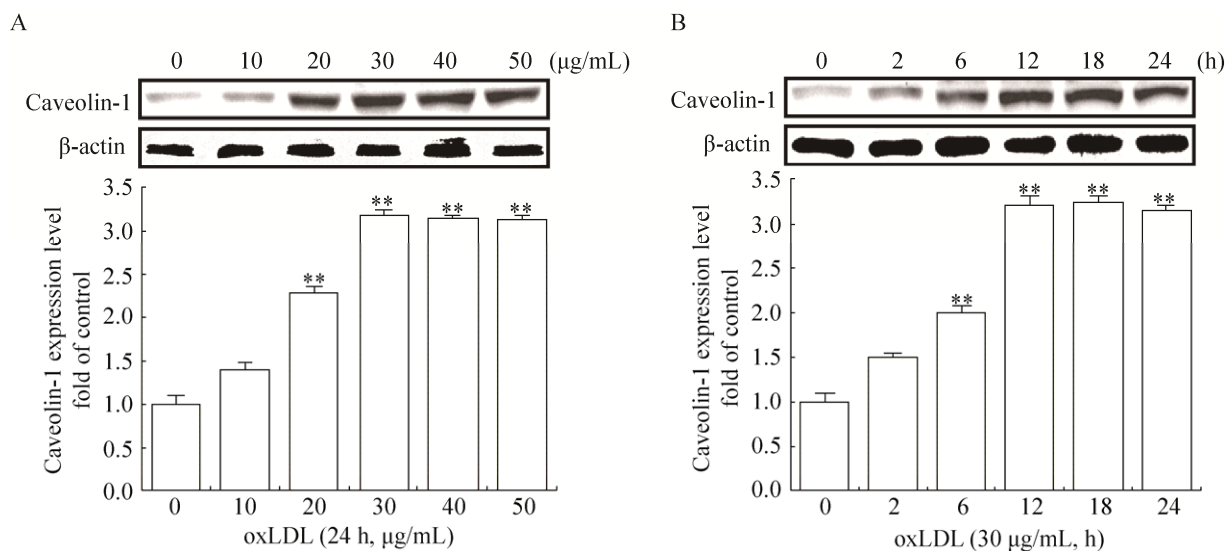 A
0 10 20 30 40 50 (μg/mL)
Caveolin-1
β-actin
Caveolin-1 expression level
fold of control
3.5
3.0
2.5
2.0
1.5
1.0
0.5
0.0
** ** ** **
0 10 20 30 40 50
oxLDL (24 h, μg/mL)
B
0 2 6 12 18 24 (h)
Caveolin-1
β-actin
Caveolin-1 expression level
fold of control
3.5
3.0
2.5
2.0
1.5
1.0
0.5
0.0
** ** ** **
0 2 6 12 18 24
oxLDL (30 μg/mL, h)